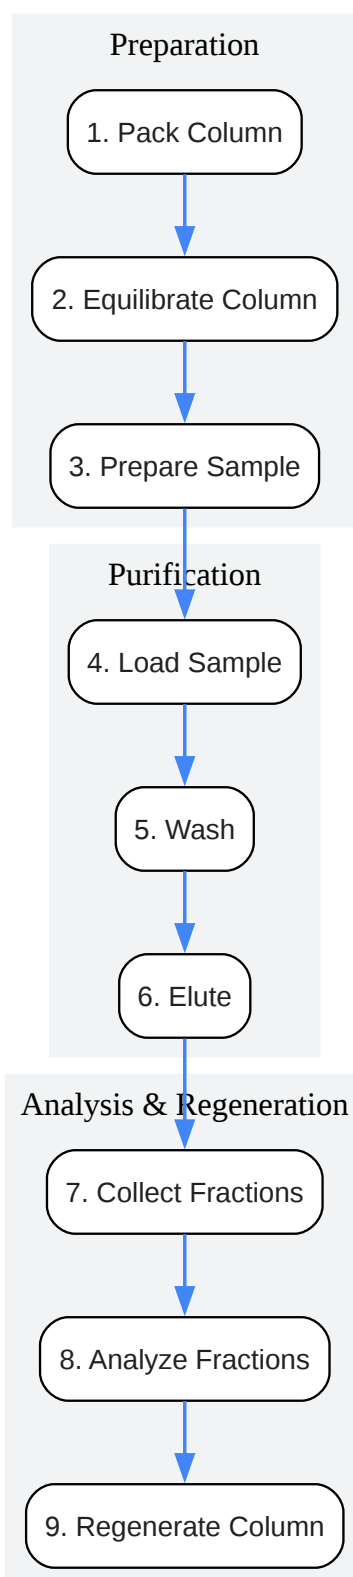 Preparation
1. Pack Column
2. Equilibrate Column
3. Prepare Sample
Purification
4. Load Sample
5. Wash
6. Elute
Analysis & Regeneration
7. Collect Fractions
8. Analyze Fractions
9. Regenerate Column